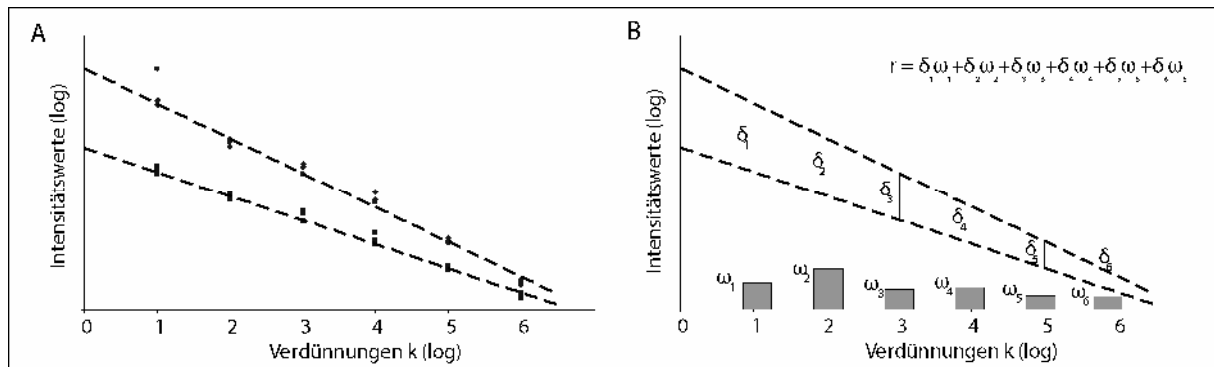 A
Intensitätswerte (log)
0 1 2 3 4 5 6
Verdünnungen k (log)
B
r = δ₁ω₁+δ₂ω₂+δ₃ω₃+δ₄ω₄+δ₅ω₅+δ₆ω₆
Intensitätswerte (log)
δ₁
δ₂
δ₃
δ₄
δ₅
δ₆
ω₁
ω₂
ω₃
ω₄
ω₅
ω₆
0 1 2 3 4 5 6
Verdünnungen k (log)